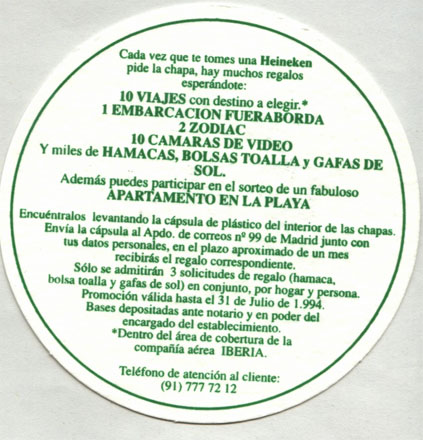 Cada vez que te tomes una Heineken
pide la chapa, hay muchos regalos
esperándote:
10 VIAJES con destino a elegir.*
1 EMBARCACION FUERABORDA
2 ZODIAC
10 CAMARAS DE VIDEO
Y miles de HAMACAS, BOLSAS TOALLA y GAFAS DE
SOL.
Además puedes participar en el sorteo de un fabuloso
APARTAMENTO EN LA PLAYA
Encuéntralos levantando la cápsula de plástico del interior de las chapas.
Envía la cápsula al Apdo. de correos nº 99 de Madrid junto con
tus datos personales, en el plazo aproximado de un mes
recibirás el regalo correspondiente.
Sólo se admitirán 3 solicitudes de regalo (hamaca,
bolsa toalla y gafas de sol) en conjunto, por hogar y persona.
Promoción válida hasta el 31 de Julio de 1.994.
Bases depositadas ante notario y en poder del
encargado del establecimiento.
*Dentro del área de cobertura de la
compañía aérea IBERIA.
Teléfono de atención al cliente:
(91) 777 72 12